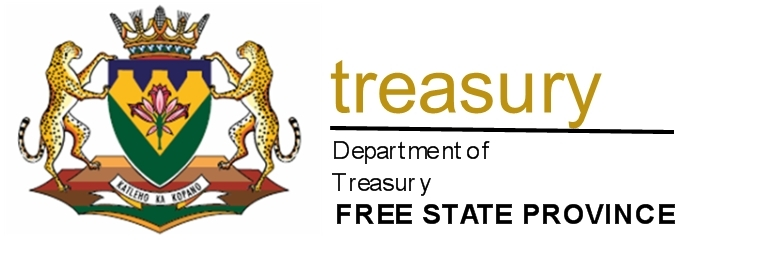 KATLEHO KA KOPANO
treasury
Department of
Treasury
FREE STATE PROVINCE